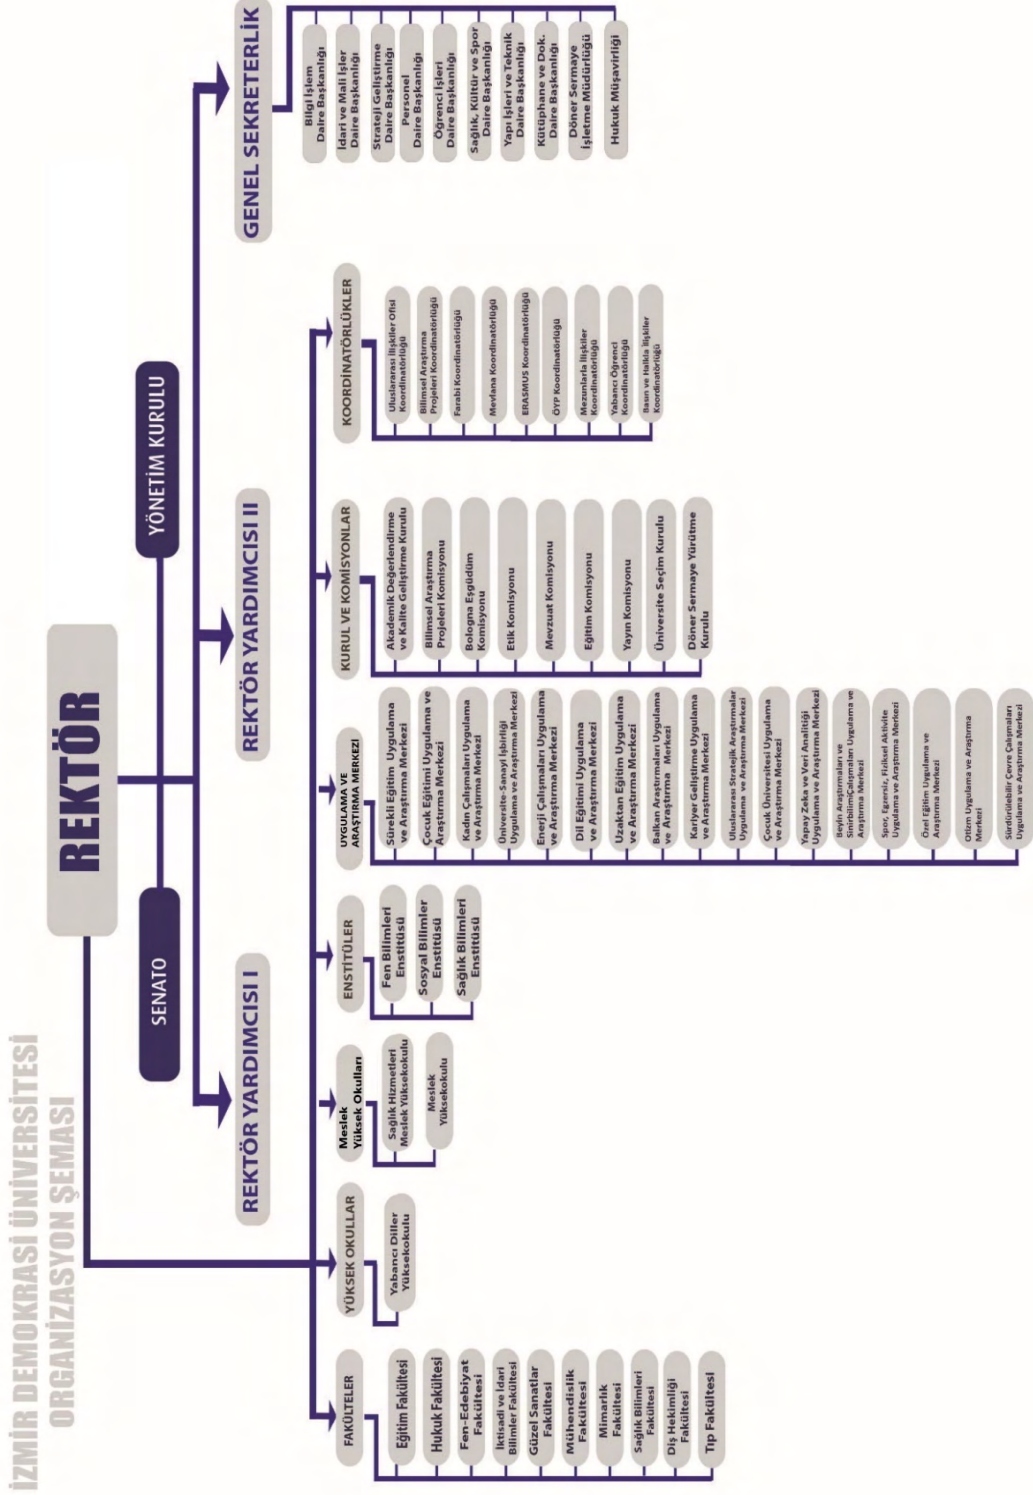 İZMİR DEMOKRASİ ÜNİVERSİTESİ
ORGANİZASYON ŞEMASI
REKTÖR
SENATO
YÖNETİM KURULU
REKTÖR YARDIMCISI I
REKTÖR YARDIMCISI II
GENEL SEKRETERLİK
FAKÜLTELER
Eğitim Fakültesi
Hukuk Fakültesi
Fen-Edebiyat
Fakültesi
İktisadi ve İdari
Bilimler Fakültesi
Güzel Sanatlar
Fakültesi
Mühendislik
Fakültesi
Mimarlık
Fakültesi
Sağlık Bilimleri
Fakültesi
Diş Hekimliği
Fakültesi
Tıp Fakültesi
YÜKSEK OKULLAR
Yabancı Diller
Yüksekokulu
Meslek
Yüksek Okulları
Sağlık Hizmetleri
Meslek Yüksekokulu
Meslek
Yüksekokulu
ENSTİTÜLER
Fen Bilimleri
Enstitüsü
Sosyal Bilimler
Enstitüsü
Sağlık Bilimleri
Enstitüsü
UYGULAMA VE
ARAŞTIRMA MERKEZİ
Sürekli Eğitim Uygulama
ve Araştırma Merkezi
Çocuk Eğitimi Uygulama ve
Araştırma Merkezi
Kadın Çalışmaları Uygulama
ve Araştırma Merkezi
Üniversite-Sanayi İşbirliği
Uygulama ve Araştırma Merkezi
Enerji Çalışmaları Uygulama
ve Araştırma Merkezi
Dil Eğitimi Uygulama
ve Araştırma Merkezi
Uzaktan Eğitim Uygulama
ve Araştırma Merkezi
Balkan Araştırmaları Uygulama
ve Araştırma Merkezi
Kariyer Geliştirme Uygulama
ve Araştırma Merkezi
Uluslararası Stratejik Araştırmalar
Uygulama ve Araştırma Merkezi
Çocuk Üniversitesi Uygulama
ve Araştırma Merkezi
Yapay Zeka ve Veri Analitiği
Uygulama ve Araştırma Merkezi
Beyin Araştırmaları ve
SinirbilimiÇalışmaları Uygulama ve
Araştırma Merkezi
Spor, Egzersiz, Fiziksel Aktivite
Uygulama ve Araştırma Merkezi
Özel Eğitim Uygulama ve
Araştırma Merkezi
Otizm Uygulama ve Araştırma
Merkezi
Sürdürülebilir Çevre Çalışmaları
Uygulama ve Araştırma Merkezi
KURUL VE KOMİSYONLAR
Akademik Değerlendirme
ve Kalite Geliştirme Kurulu
Bilimsel Araştırma
Projeleri Komisyonu
Bologna Eşgüdüm
Komisyonu
Etik Komisyonu
Mevzuat Komisyonu
Eğitim Komisyonu
Yayın Komisyonu
Üniversite Seçim Kurulu
Döner Sermaye Yürütme
Kurulu
KOORDİNATÖRLÜKLER
Uluslararası İlişkiler Ofisi
Koordinatörlüğü
Bilimsel Araştırma
Projeleri Koordinatörlüğü
Farabi Koordinatörlüğü
Mevlana Koordinatörlüğü
ERASMUS Koordinatörlüğü
ÖYP Koordinatörlüğü
Mezunlarla İlişkiler
Koordinatörlüğü
Yabancı Öğrenci
Koordinatörlüğü
Basın ve Halkla İlişkiler
Koordinatörlüğü
Bilgi İşlem
Daire Başkanlığı
İdari ve Mali İşler
Daire Başkanlığı
Strateji Geliştirme
Daire Başkanlığı
Personel
Daire Başkanlığı
Öğrenci İşleri
Daire Başkanlığı
Sağlık, Kültür ve Spor
Daire Başkanlığı
Yapı İşleri ve Teknik
Daire Başkanlığı
Kütüphane ve Dok.
Daire Başkanlığı
Döner Sermaye
İşletme Müdürlüğü
Hukuk Müşavirliği